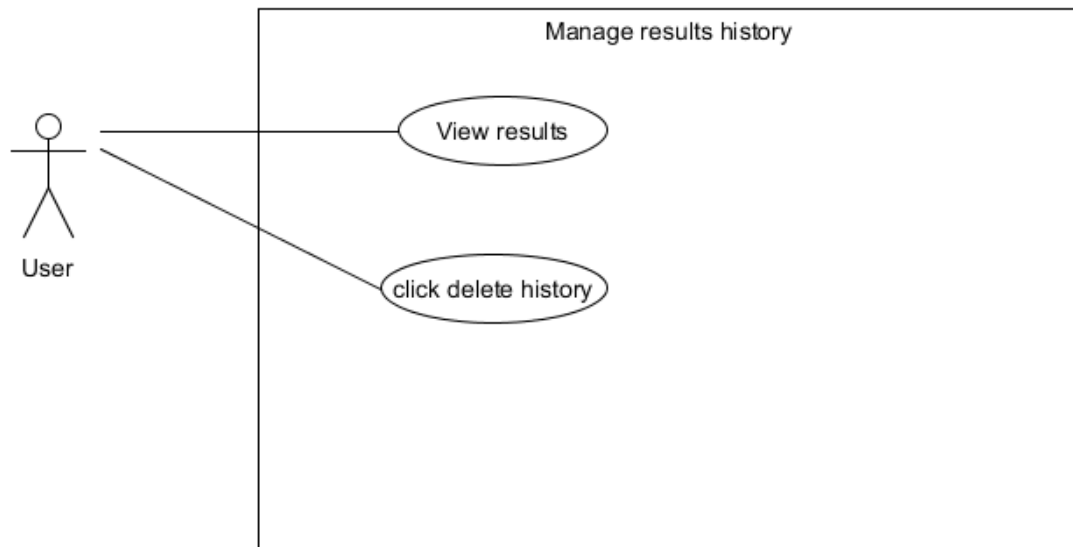 Manage results history
View results
User
click delete history